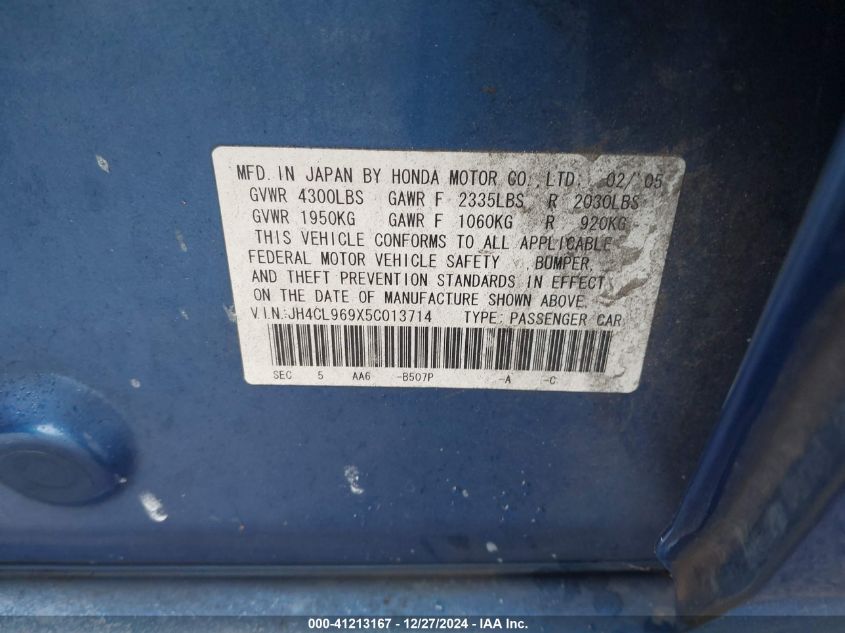 MFD. IN JAPAN BY HONDA MOTOR CO.,LTD. 02/'05
GVWR 4300LBS GAWR F 2335LBS R 2030LBS
GVWR 1950KG GAWR F 1060KG R 920KG
THIS VEHICLE CONFORMS TO ALL APPLICABLE
FEDERAL MOTOR VEHICLE SAFETY ,BUMPER,
AND THEFT PREVENTION STANDARDS IN EFFECT
ON THE DATE OF MANUFACTURE SHOWN ABOVE.
V.I.N.:JH4CL969X5C013714 TYPE: PASSENGER CAR
SEC 5 AA6 -B507P -A -C
000-41213167 - 12/27/2024 - IAA Inc.